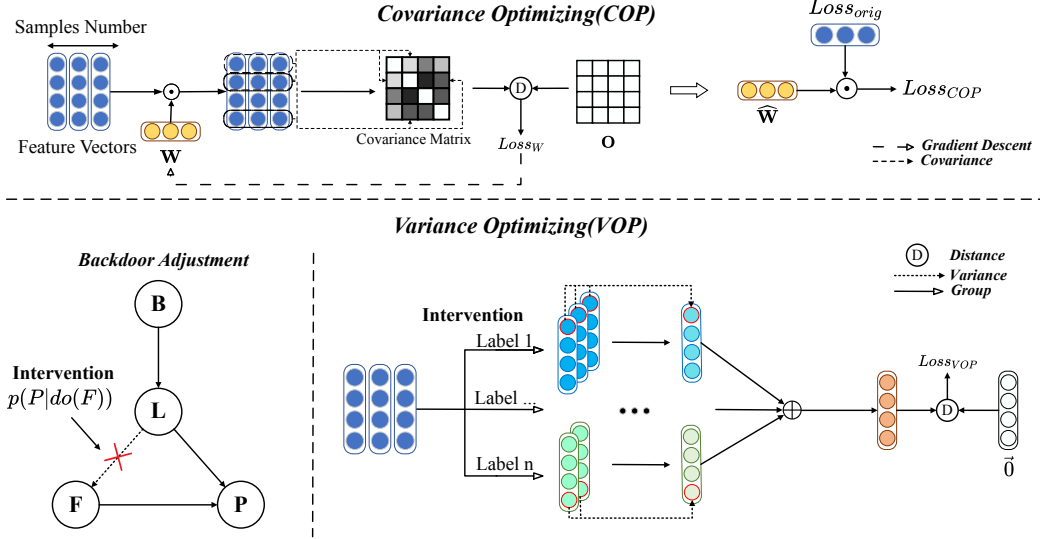 Covariance Optimizing(COP)
Samples Number
Feature Vectors
W
Covariance Matrix
D
Loss_W
O
Loss_orig
Ŵ
Loss_COP
Gradient Descent
Covariance
Variance Optimizing(VOP)
Backdoor Adjustment
B
Intervention
p(P|do(F))
L
F
P
Intervention
Label 1
Label ...
Label n
D
Distance
Variance
Group
Loss_VOP
D
0⃗